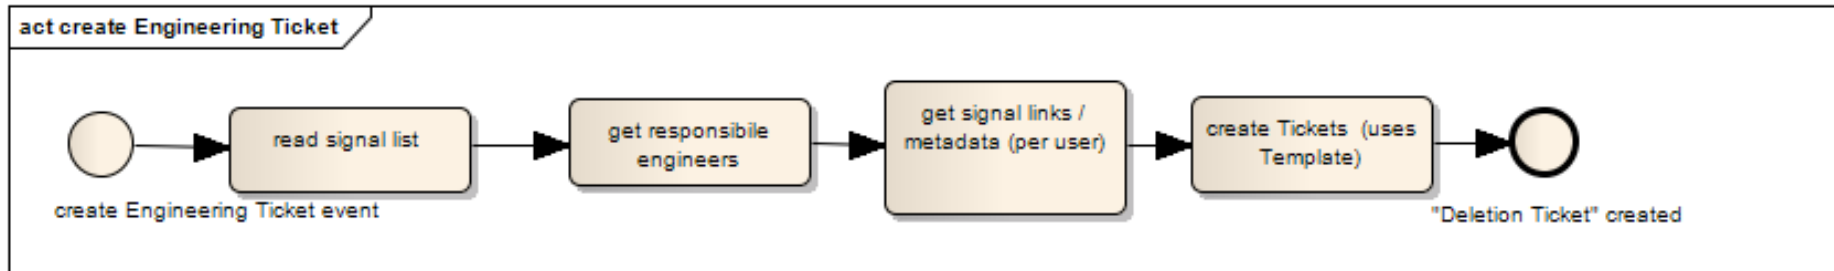 act create Engineering Ticket
read signal list
get responsibile
engineers
get signal links /
metadata (per user)
create Tickets (uses
Template)
create Engineering Ticket event
"Deletion Ticket" created